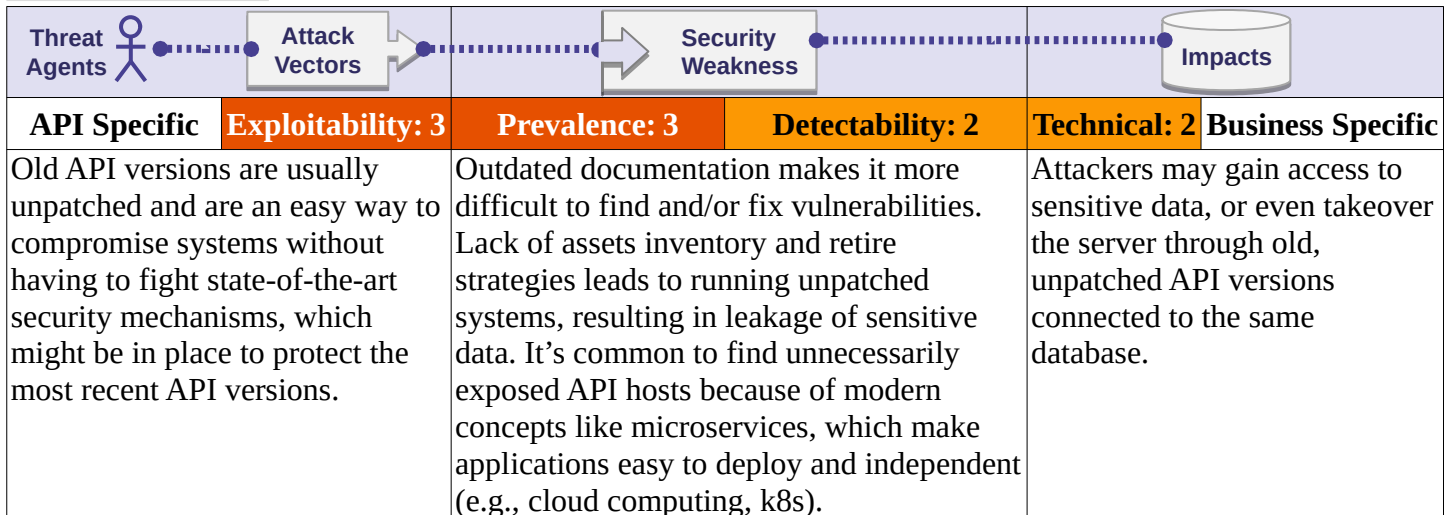 Threat
Agents
Attack
Vectors
Security
Weakness
Impacts
API Specific
Exploitability: 3
Prevalence: 3
Detectability: 2
Technical: 2
Business Specific
Old API versions are usually
unpatched and are an easy way to
compromise systems without
having to fight state-of-the-art
security mechanisms, which
might be in place to protect the
most recent API versions.
Outdated documentation makes it more
difficult to find and/or fix vulnerabilities.
Lack of assets inventory and retire
strategies leads to running unpatched
systems, resulting in leakage of sensitive
data. It’s common to find unnecessarily
exposed API hosts because of modern
concepts like microservices, which make
applications easy to deploy and independent
(e.g., cloud computing, k8s).
Attackers may gain access to
sensitive data, or even takeover
the server through old,
unpatched API versions
connected to the same
database.